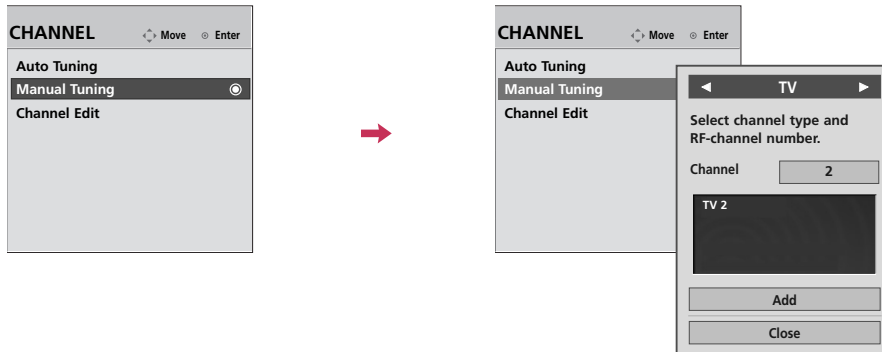 CHANNEL Move Enter
Auto Tuning
Manual Tuning
Channel Edit
CHANNEL Move Enter
Auto Tuning
Manual Tuning
Channel Edit
TV
Select channel type and
RF-channel number.
Channel 2
TV 2
Add
Close